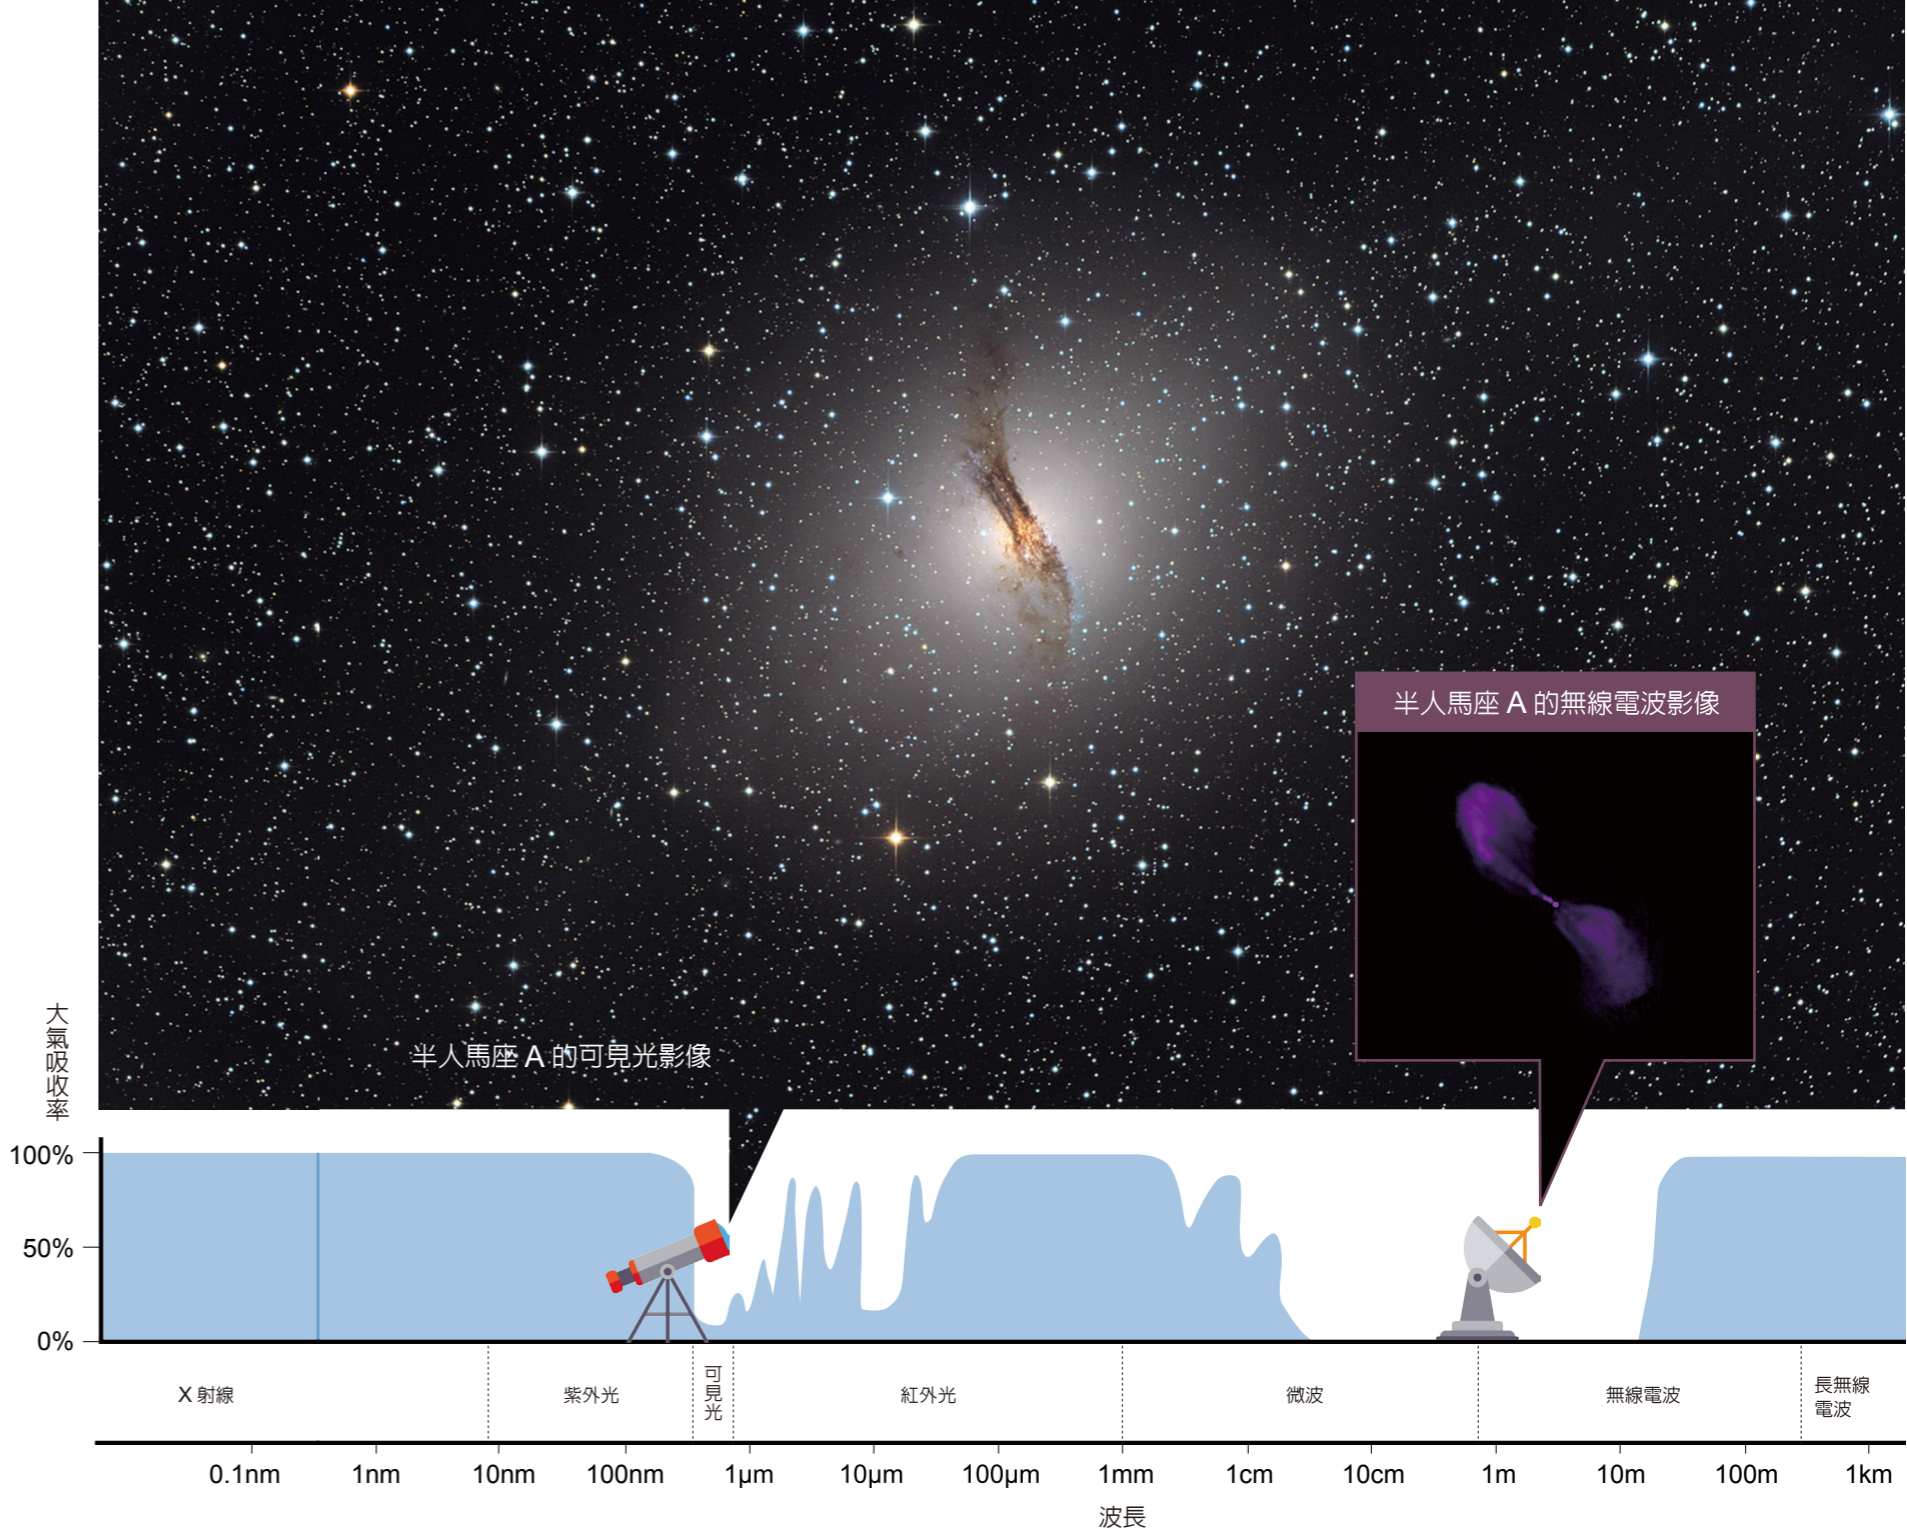 半人馬座 A 的無線電波影像
半人馬座 A 的可見光影像
大氣吸收率
100%
50%
0%
X 射線
紫外光
可見光
紅外光
微波
無線電波
長無線
電波
0.1nm
1nm
10nm
100nm
1μm
10μm
100μm
1mm
1cm
10cm
1m
10m
100m
1km
波長